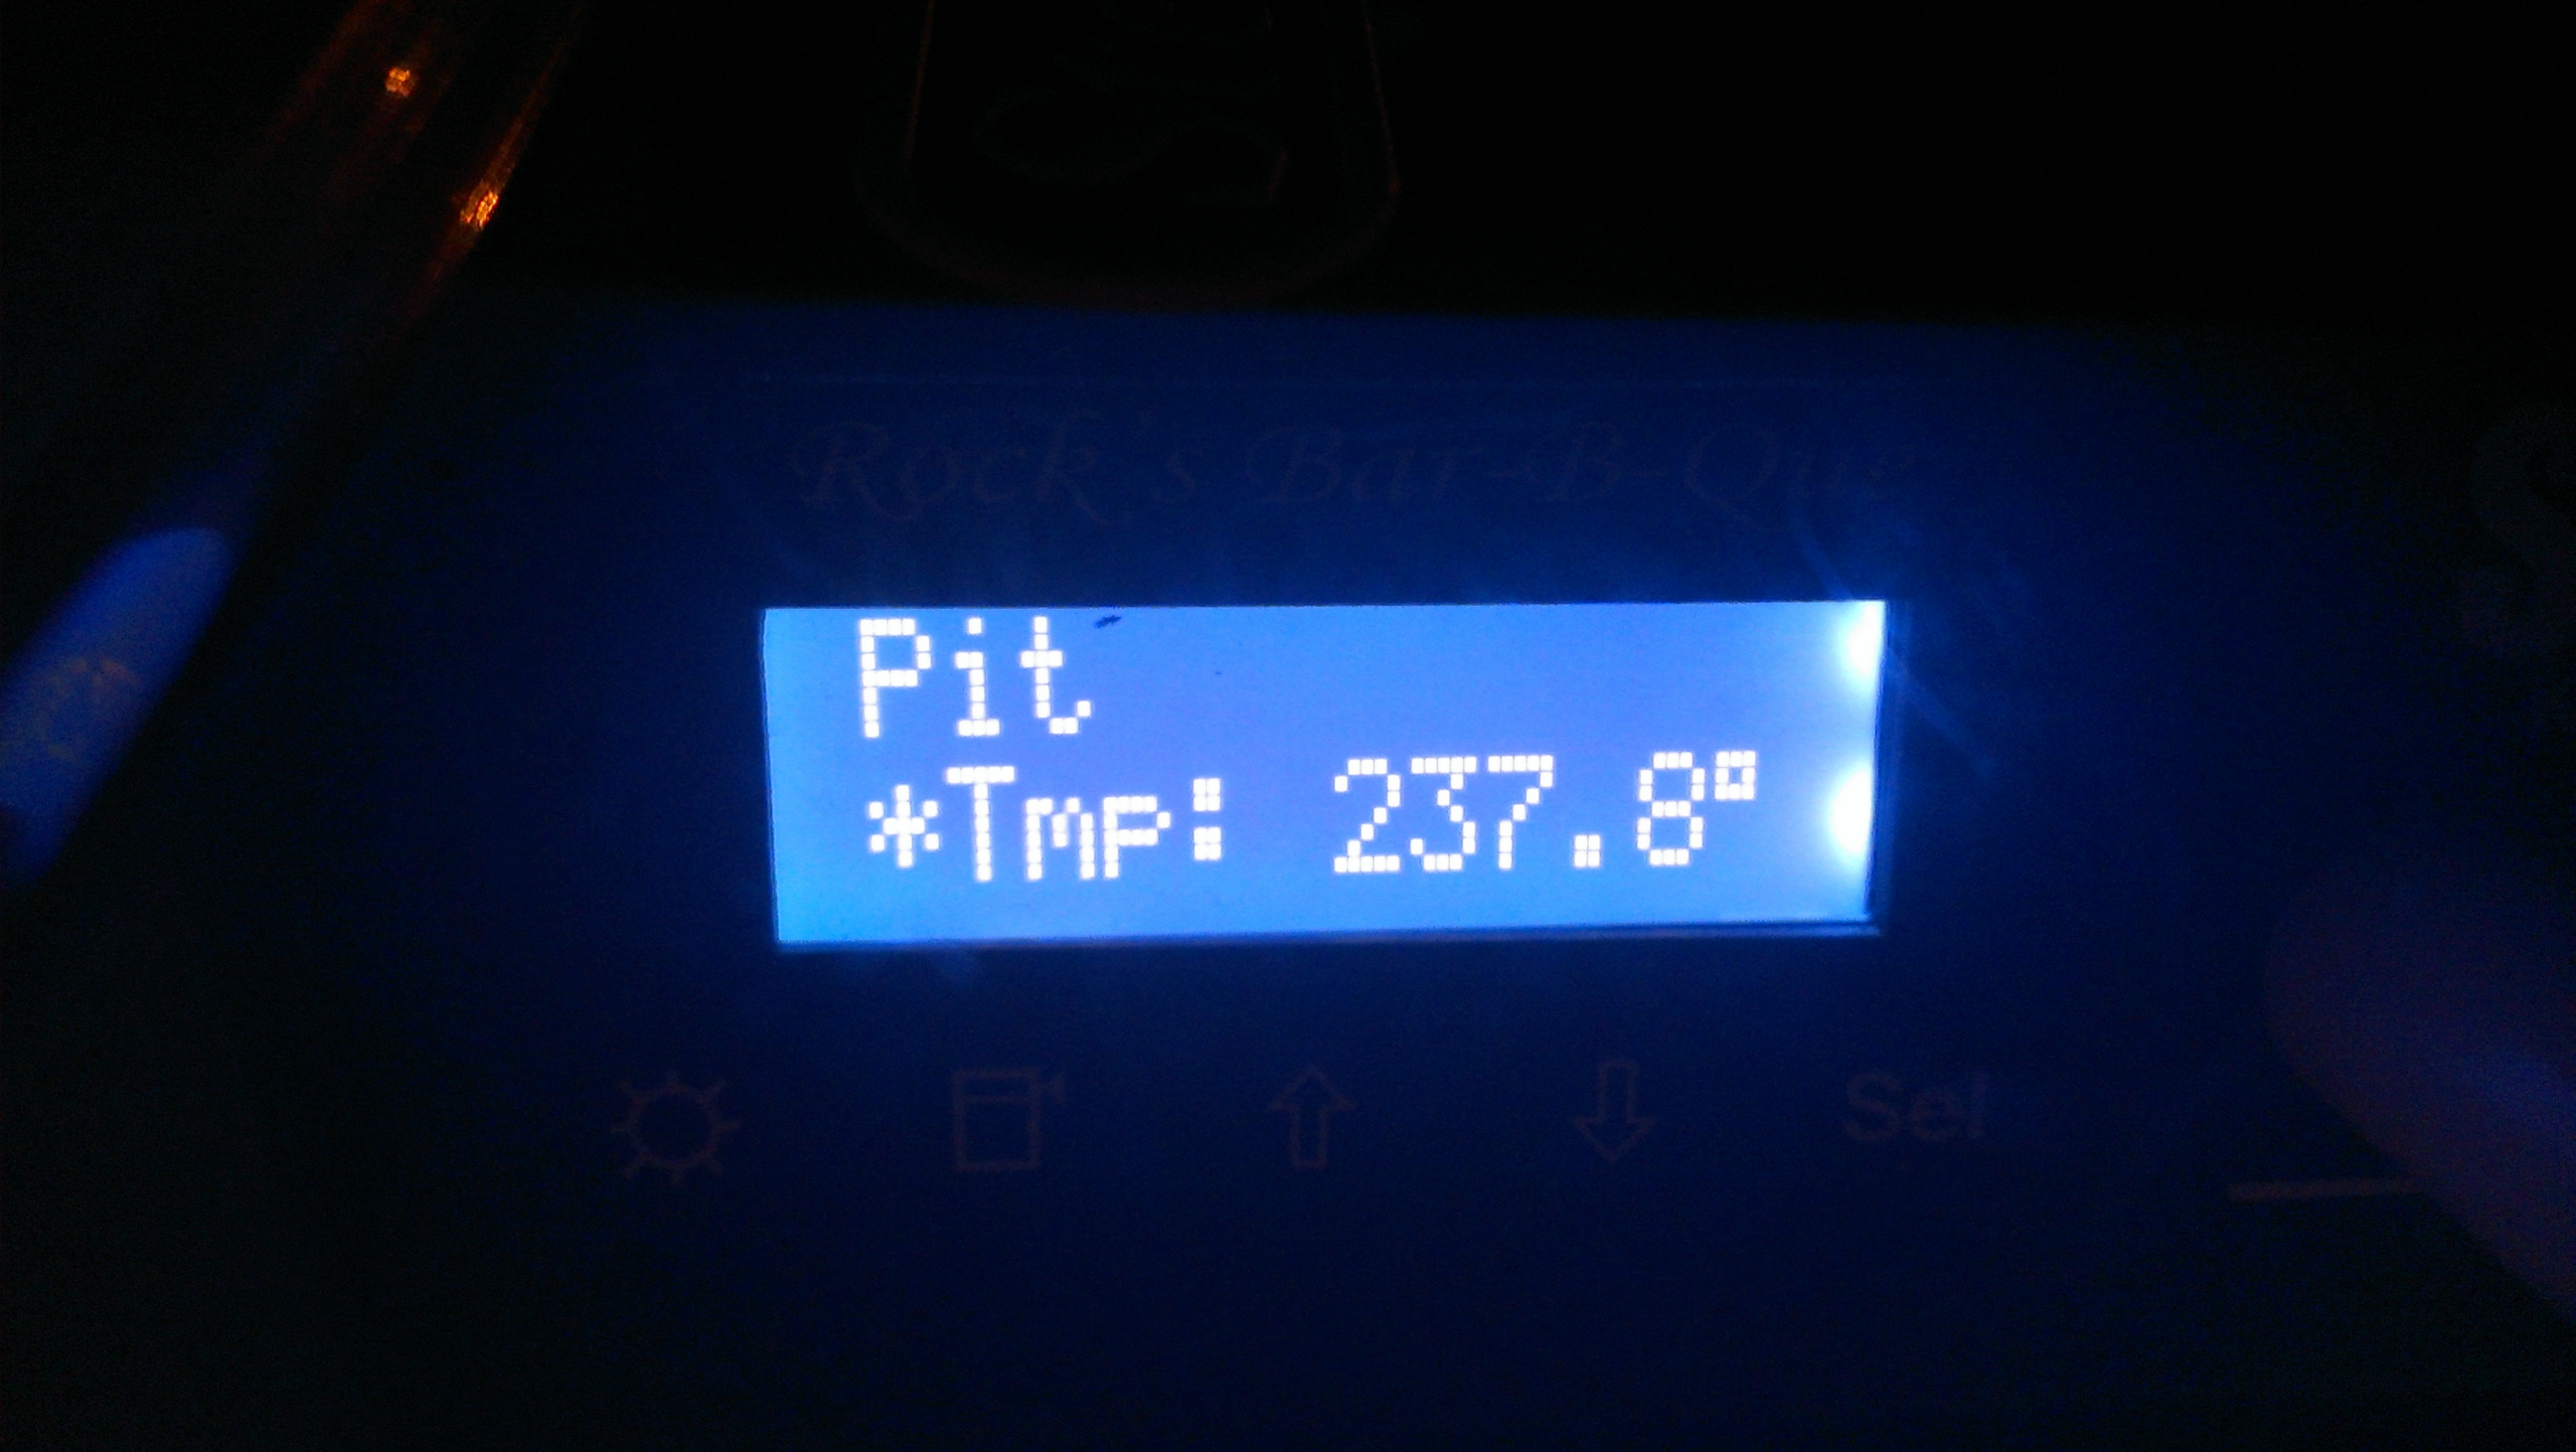 Rock's Bar-B-Que
Pit
*Tmp: 237.8°
Sel